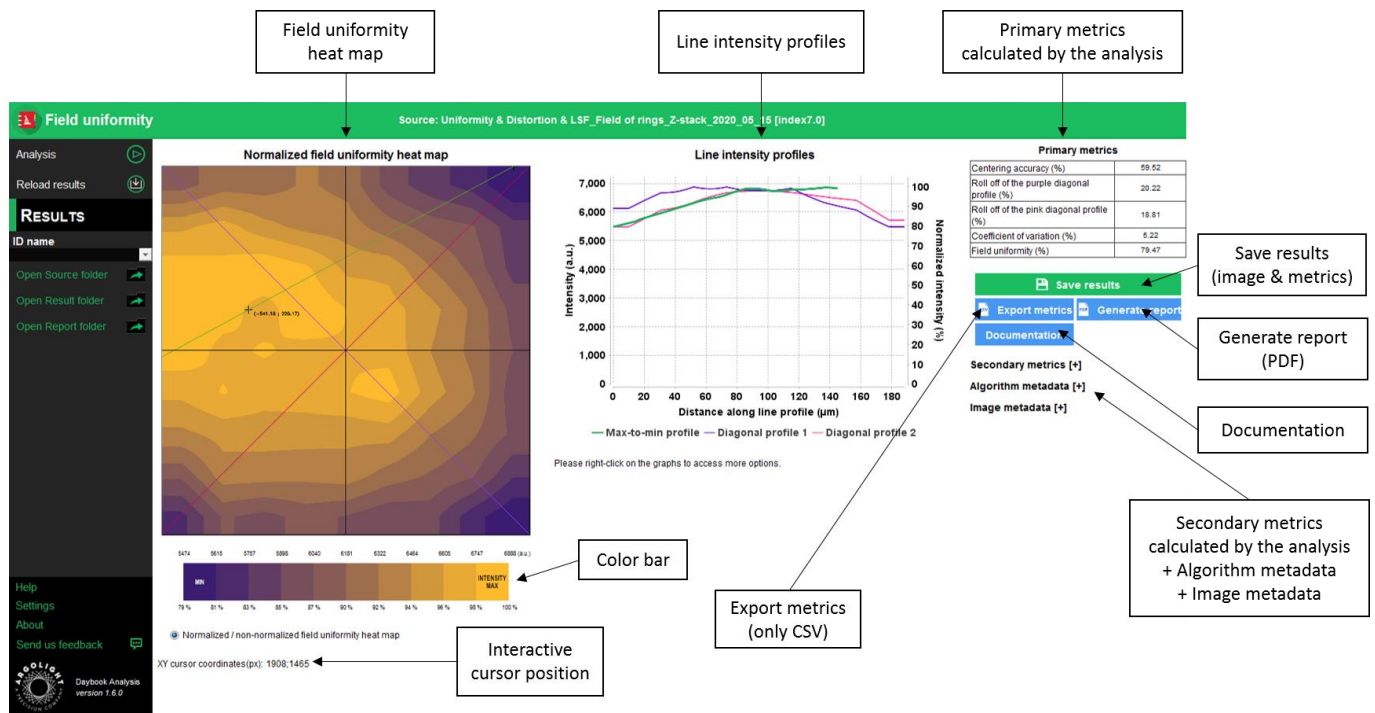 Field uniformity
heat map
Line intensity profiles
Primary metrics
calculated by the analysis
Field uniformity
Source: Uniformity & Distortion & LSF_Field of rings_Z-stack_2020_05_15 [index7.0]
Analysis
Reload results
RESULTS
ID name
Open Source folder
Open Result folder
Open Report folder
Normalized field uniformity heat map
Line intensity profiles
7,000
6,000
5,000
4,000
3,000
2,000
1,000
0
Intensity (a.u.)
100
90
80
70
60
50
40
30
20
10
0
Normalized intensity (%)
0 20 40 60 80 100 120 140 160 180
Distance along line profile (µm)
Max-to-min profile Diagonal profile 1 Diagonal profile 2
Please right-click on the graphs to access more options.
Primary metrics
Centering accuracy (%) 59.52
Roll off of the purple diagonal
profile (%)
20.22
Roll off of the pink diagonal profile
(%)
18.81
Coefficient of variation (%) 5.22
Field uniformity (%) 79.47
Save results
Export metrics
Generate report
Documentation
Secondary metrics [+]
Algorithm metadata [+]
Image metadata [+]
Save results
(image & metrics)
Generate report
(PDF)
Documentation
Secondary metrics
calculated by the analysis
+ Algorithm metadata
+ Image metadata
Export metrics
(only CSV)
5474 5615 5757 5898 6040 6181 6322 6464 6605 6747 6888 (a.u.)
MIN
INTENSITY
MAX
79 % 81 % 83 % 85 % 87 % 90 % 92 % 94 % 96 % 98 % 100 %
Color bar
Normalized / non-normalized field uniformity heat map
XY cursor coordinates(px): 1908;1465
Interactive
cursor position
Help
Settings
About
Send us feedback
ARGOLIGHT
A PRECISION COMPANY
Daybook Analysis
version 1.6.0